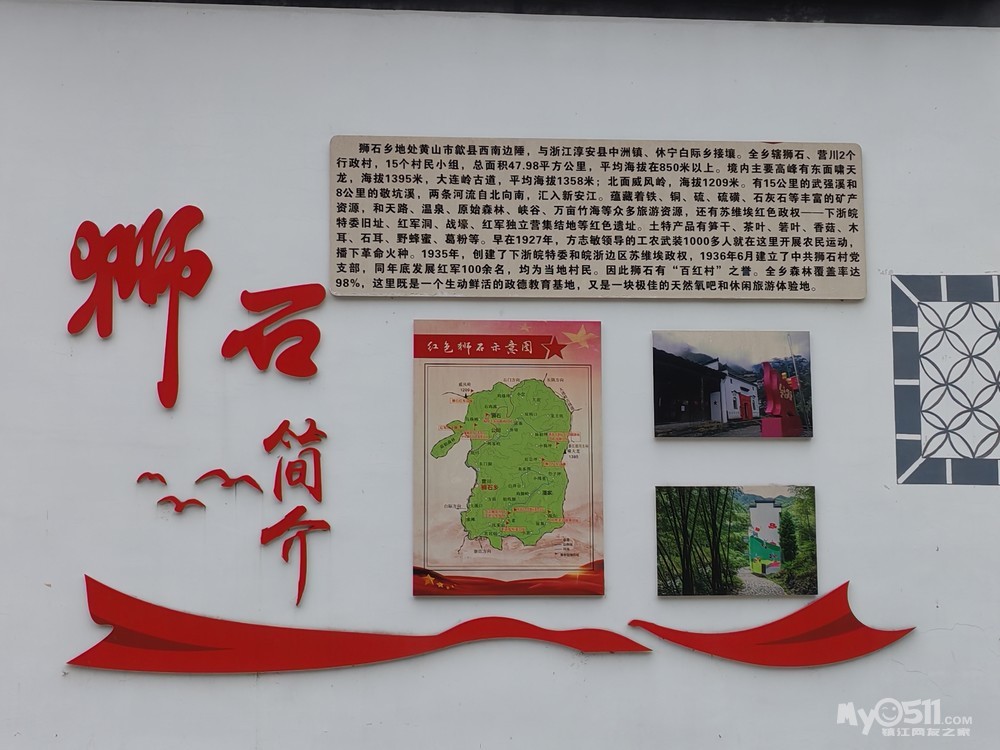 狮石
简介
狮石乡地处黄山市歙县西南边陲，与浙江淳安县中洲镇、休宁白际乡接壤。全乡辖狮石、营川2个
行政村，15个村民小组，总面积47.98平方公里，平均海拔在850米以上。境内主要高峰有东面啸天
龙，海拔1395米，大连岭古道，平均海拔1358米；北面威风岭，海拔1209米。有15公里的武强溪和
8公里的敬坑溪，两条河流自北向南，汇入新安江。蕴藏着铁、铜、硫、硫磺、石灰石等丰富的矿产
资源，和天路、温泉、原始森林、峡谷、万亩竹海等众多旅游资源，还有苏维埃红色政权——下浙皖
特委旧址、红军洞、战壕、红军独立营集结地等红色遗址。土特产品有笋干、茶叶、箬叶、香菇、木
耳、石耳、野蜂蜜、葛粉等。早在1927年，方志敏领导的工农武装1000多人就在这里开展农民运动，
播下革命火种。1935年，创建了下浙皖特委和皖浙边区苏维埃政权，1936年6月建立了中共狮石村党
支部，同年底发展红军100余名，均为当地村民。因此狮石有“百红村”之誉。全乡森林覆盖率达
98%，这里既是一个生动鲜活的政德教育基地，又是一块极佳的天然氧吧和休闲旅游体验地。
红色狮石示意图
狮石乡
My0511.COM
镇江网友之家